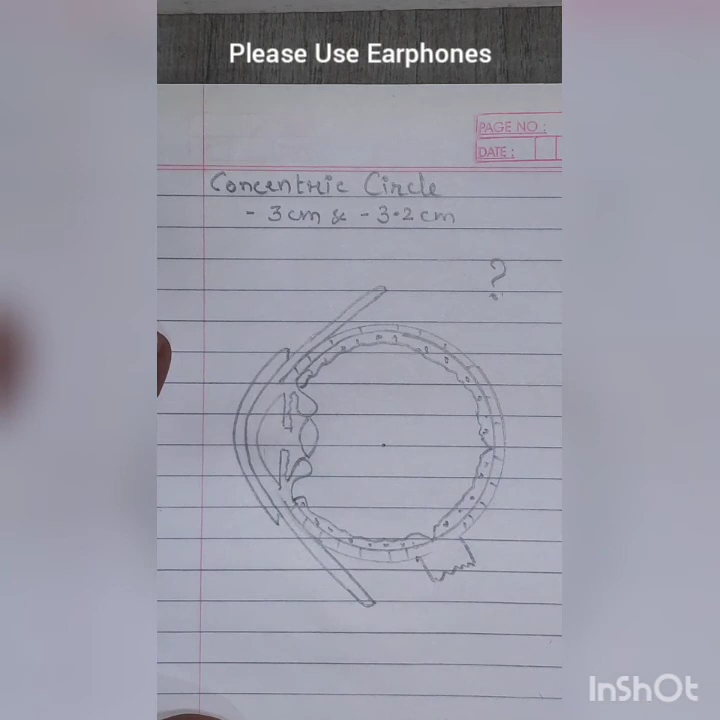 Please Use Earphones
PAGE NO.:
DATE:
Concentric Circle
- 3 cm & - 3.2 cm
?
InShOt